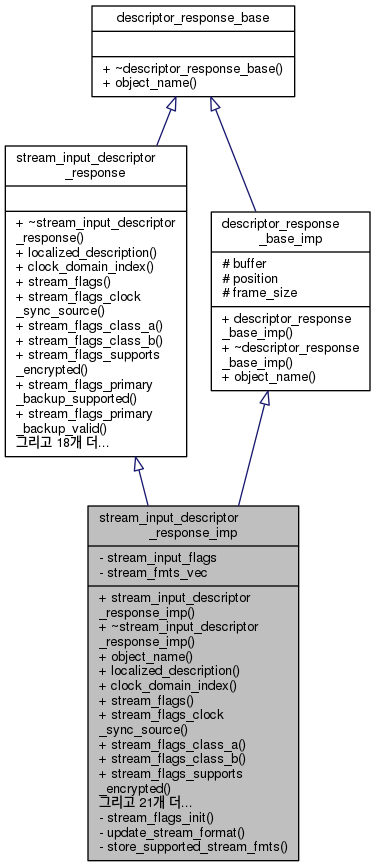 descriptor_response_base
+ ~descriptor_response_base()
+ object_name()
stream_input_descriptor
_response
+ ~stream_input_descriptor
_response()
+ localized_description()
+ clock_domain_index()
+ stream_flags()
+ stream_flags_clock
_sync_source()
+ stream_flags_class_a()
+ stream_flags_class_b()
+ stream_flags_supports
_encrypted()
+ stream_flags_primary
_backup_supported()
+ stream_flags_primary
_backup_valid()
그리고 18개 더...
descriptor_response
_base_imp
# buffer
# position
# frame_size
+ descriptor_response
_base_imp()
+ ~descriptor_response
_base_imp()
+ object_name()
stream_input_descriptor
_response_imp
- stream_input_flags
- stream_fmts_vec
+ stream_input_descriptor
_response_imp()
+ ~stream_input_descriptor
_response_imp()
+ object_name()
+ localized_description()
+ clock_domain_index()
+ stream_flags()
+ stream_flags_clock
_sync_source()
+ stream_flags_class_a()
+ stream_flags_class_b()
+ stream_flags_supports
_encrypted()
그리고 21개 더...
- stream_flags_init()
- update_stream_format()
- store_supported_stream_fmts()